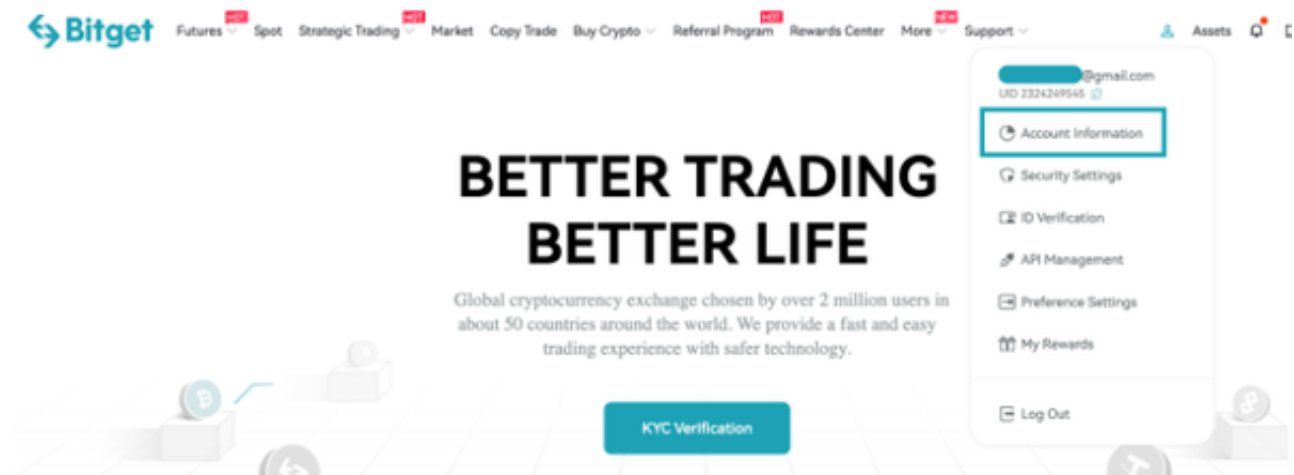 Bitget
Futures HOT Spot Strategic Trading HOT Market Copy Trade Buy Crypto Referral Program HOT Rewards Center More NEW Support Assets
@gmail.com
UID 2324249545
Account Information
Security Settings
ID Verification
API Management
Preference Settings
My Rewards
Log Out
BETTER TRADING
BETTER LIFE
Global cryptocurrency exchange chosen by over 2 million users in
about 50 countries around the world. We provide a fast and easy
trading experience with safer technology.
KYC Verification